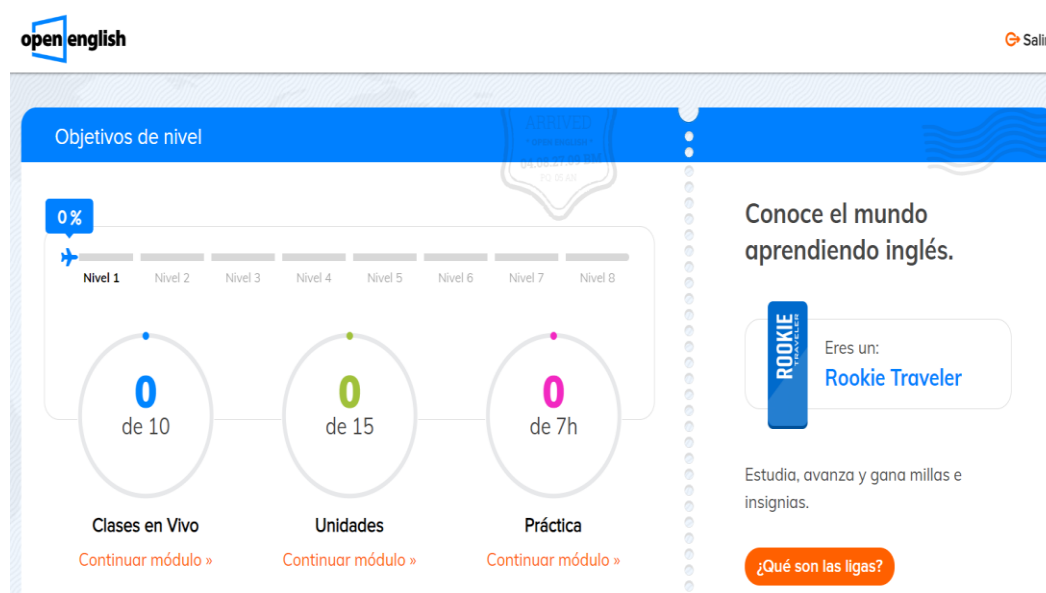 openenglish
Salir
Objetivos de nivel
ARRIVED
0 %
Nivel 1
Nivel 2
Nivel 3
Nivel 4
Nivel 5
Nivel 6
Nivel 7
Nivel 8
0
de 10
0
de 15
0
de 7h
Clases en Vivo
Unidades
Práctica
Continuar módulo »
Continuar módulo »
Continuar módulo »
Conoce el mundo
aprendiendo inglés.
ROOKIE
TRAVELER
Eres un:
Rookie Traveler
Estudia, avanza y gana millas e
insignias.
¿Qué son las ligas?